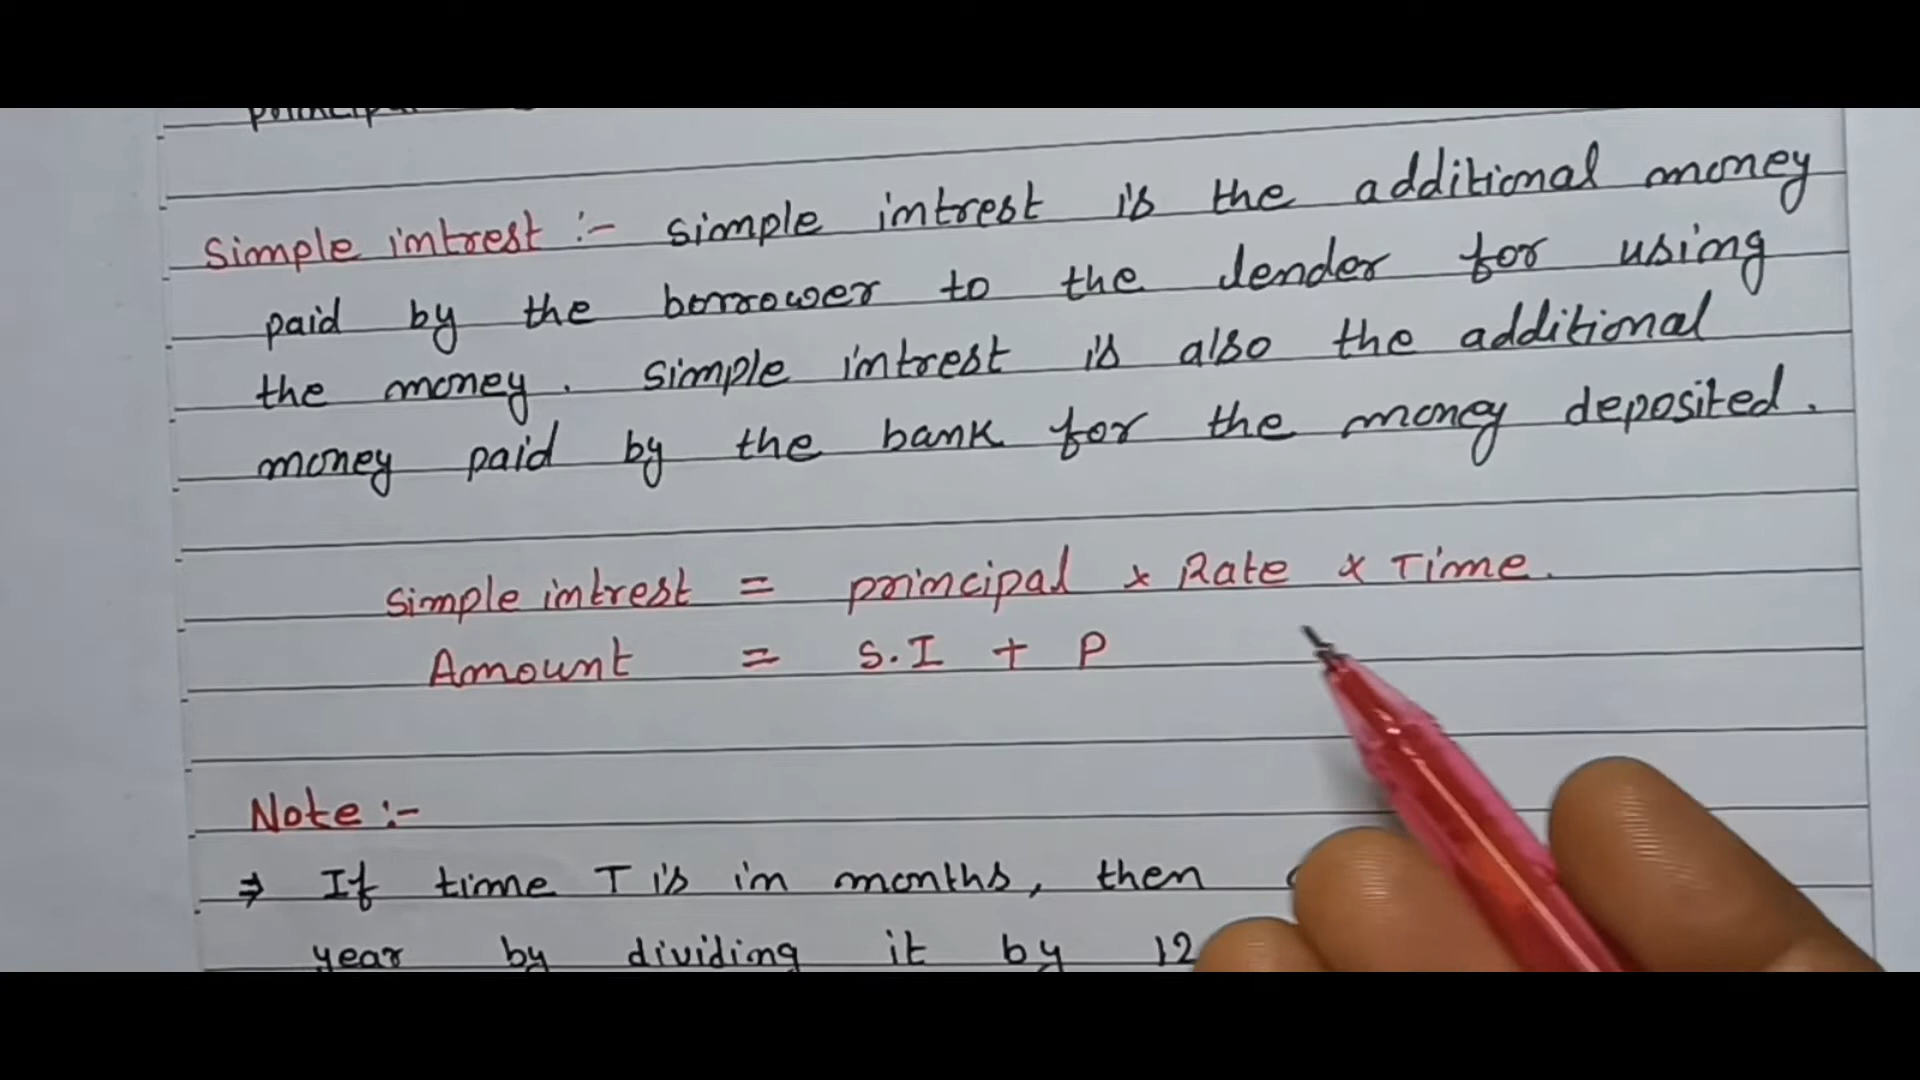 principal
Simple intrest :- simple intrest is the additional money
paid by the borrower to the lender for using
the money. simple intrest is also the additional
money paid by the bank for the money deposited.
Simple intrest = principal × Rate × Time.
Amount = S.I + P
Note :-
⇒ If time T is in months, then
year by dividing it by 12